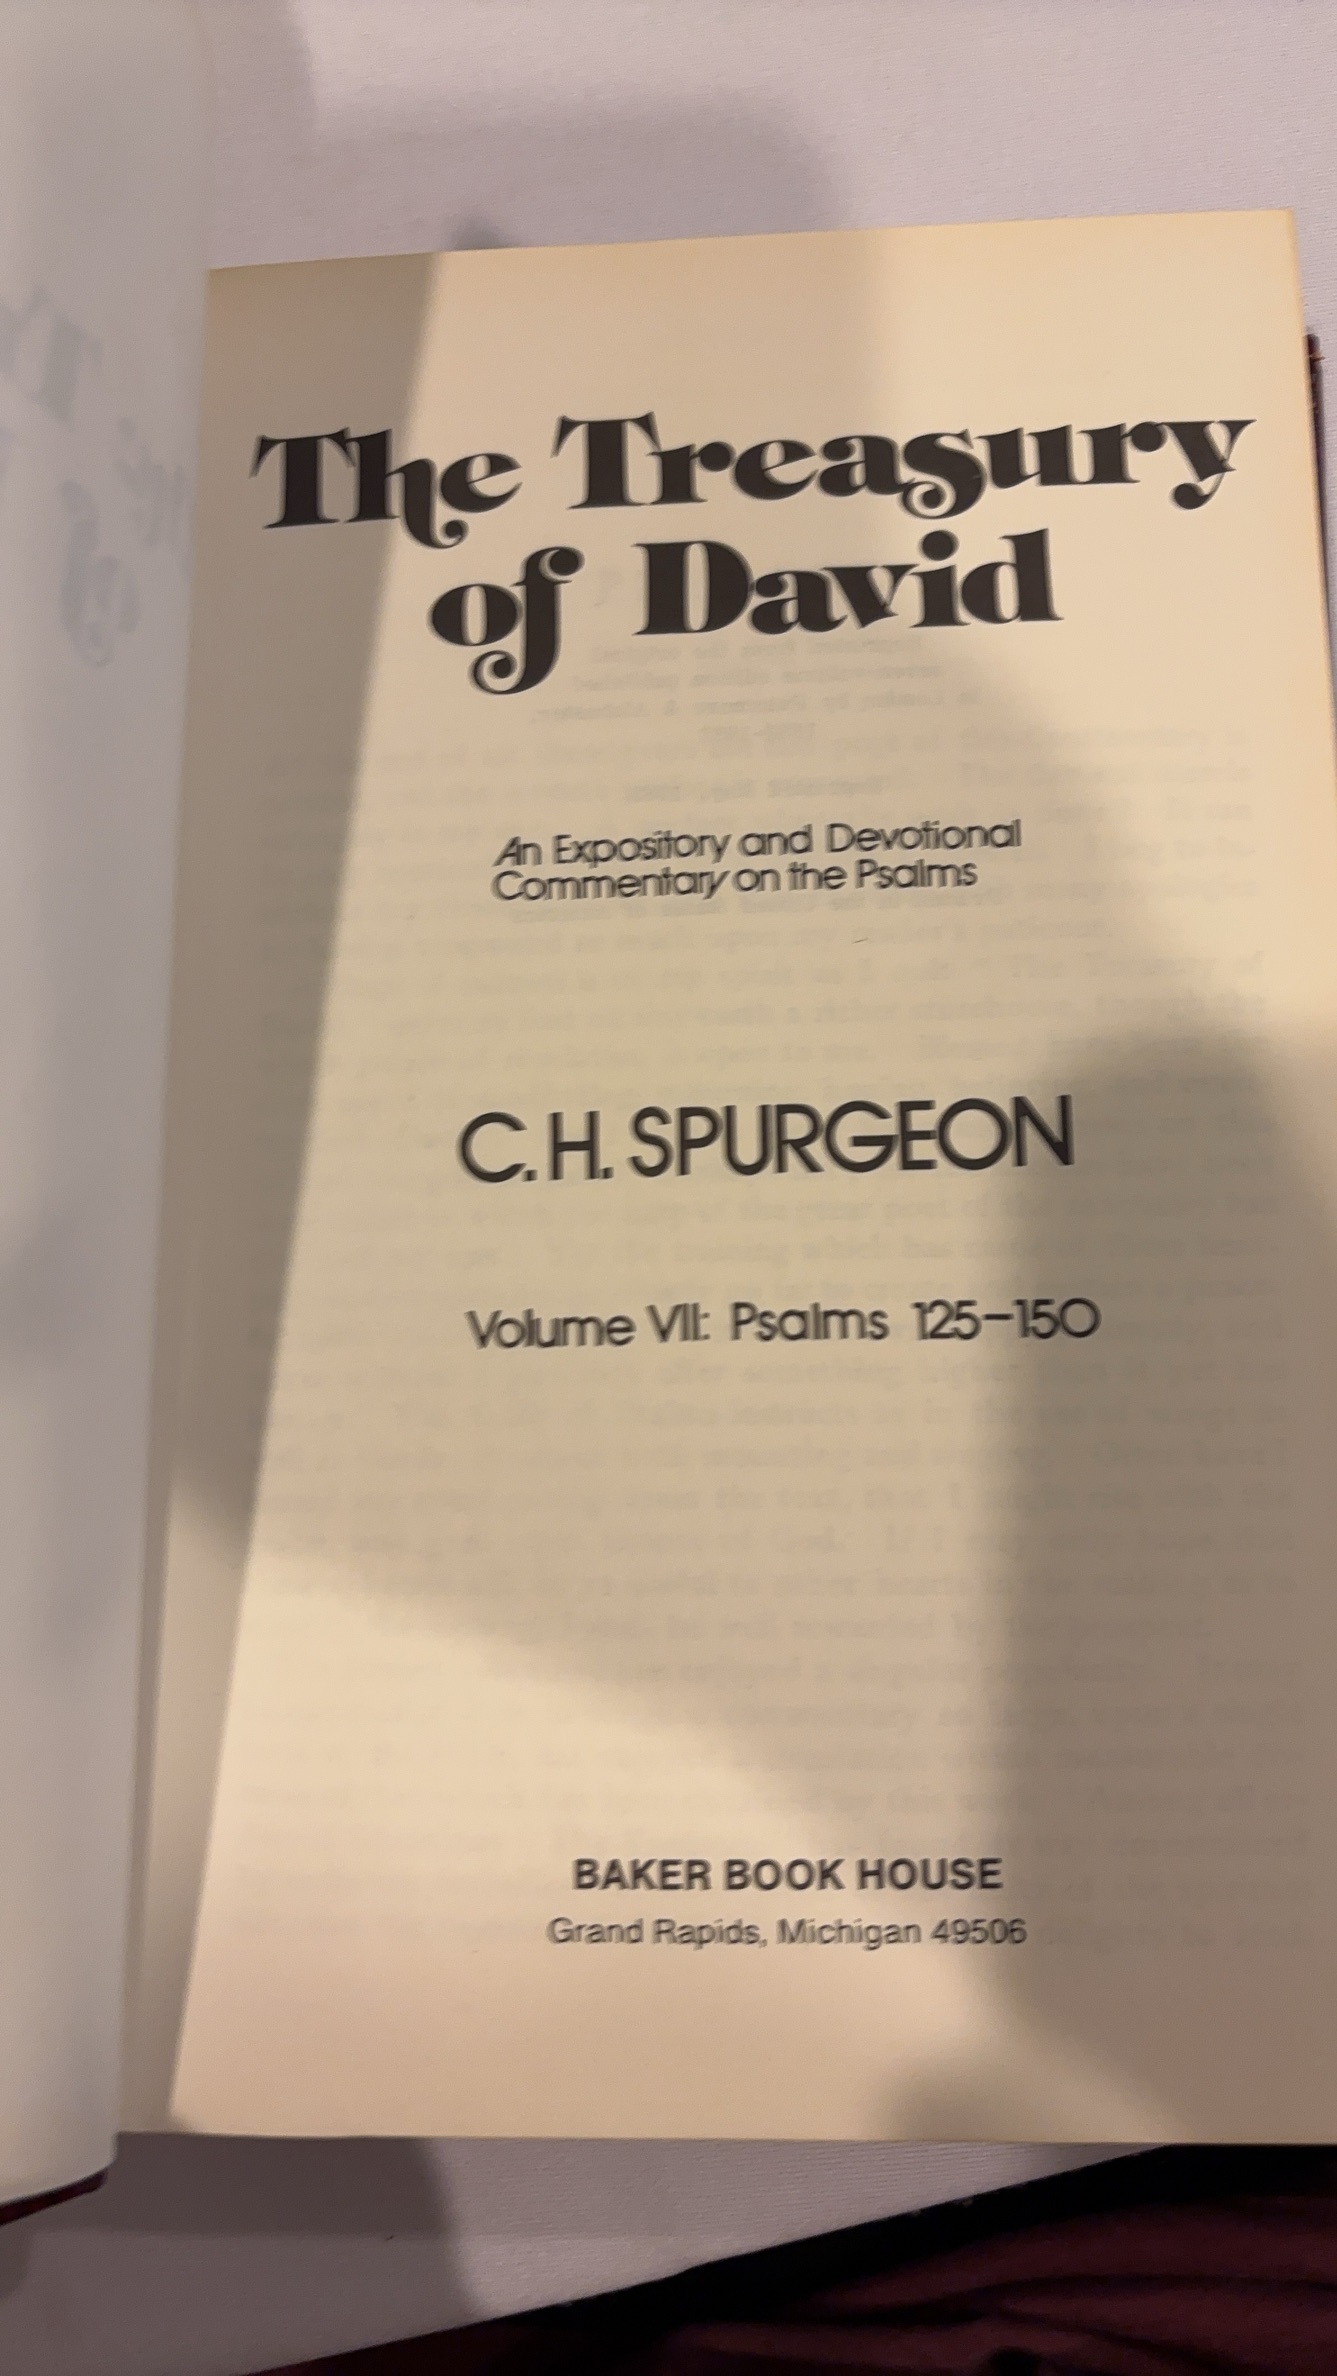 The Treasury
of David
An Expository and Devotional
Commentary on the Psalms
C. H. SPURGEON
Volume VII: Psalms 125–150
BAKER BOOK HOUSE
Grand Rapids, Michigan 49506